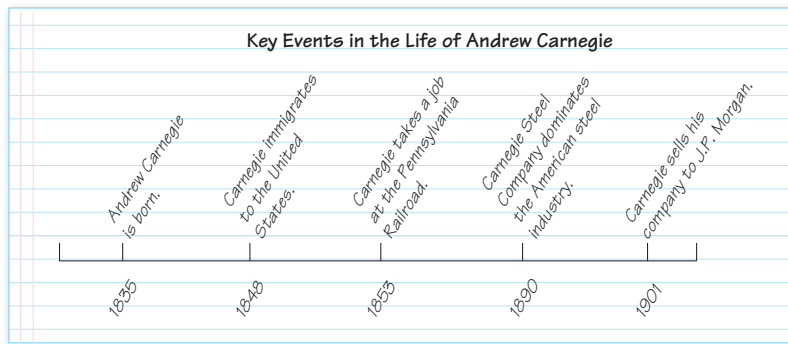 Key Events in the Life of Andrew Carnegie
Andrew Carnegie
is born.
Carnegie immigrates
to the United
States.
Carnegie takes a job
at the Pennsylvania
Railroad.
Carnegie Steel
Company dominates
the American steel
industry.
Carnegie sells his
company to J.P. Morgan.
1835
1848
1853
1890
1901